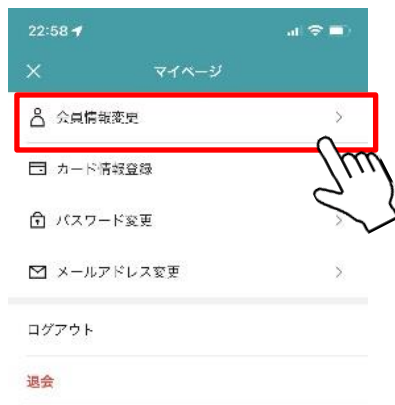 22:58
マイページ
会員情報変更
カード情報登録
パスワード変更
メールアドレス変更
ログアウト
退会